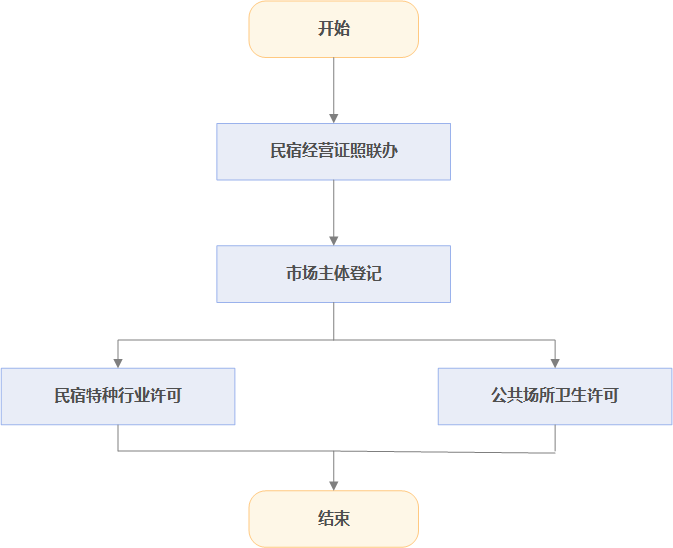 开始
民宿经营证照联办
市场主体登记
民宿特种行业许可
公共场所卫生许可
结束